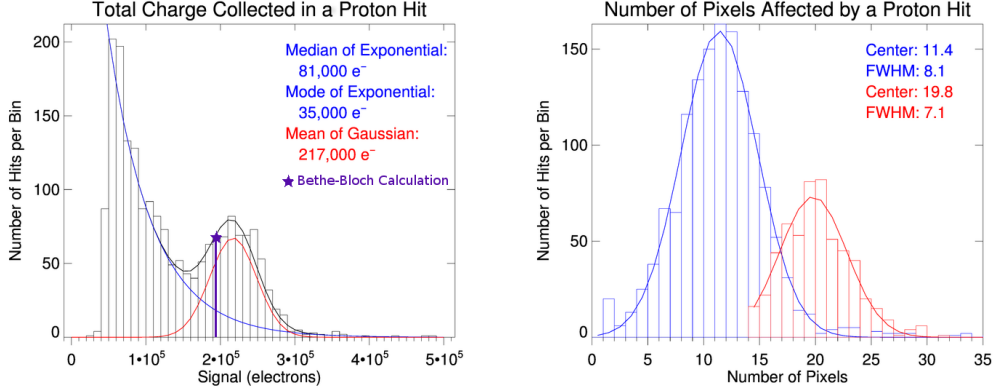 Total Charge Collected in a Proton Hit
Number of Hits per Bin
200
150
100
50
0
Median of Exponential:
81,000 e⁻
Mode of Exponential:
35,000 e⁻
Mean of Gaussian:
217,000 e⁻
Bethe-Bloch Calculation
0 1•10⁵ 2•10⁵ 3•10⁵ 4•10⁵ 5•10⁵
Signal (electrons)
Number of Pixels Affected by a Proton Hit
Number of Hits per Bin
150
100
50
0
Center: 11.4
FWHM: 8.1
Center: 19.8
FWHM: 7.1
0 5 10 15 20 25 30 35
Number of Pixels